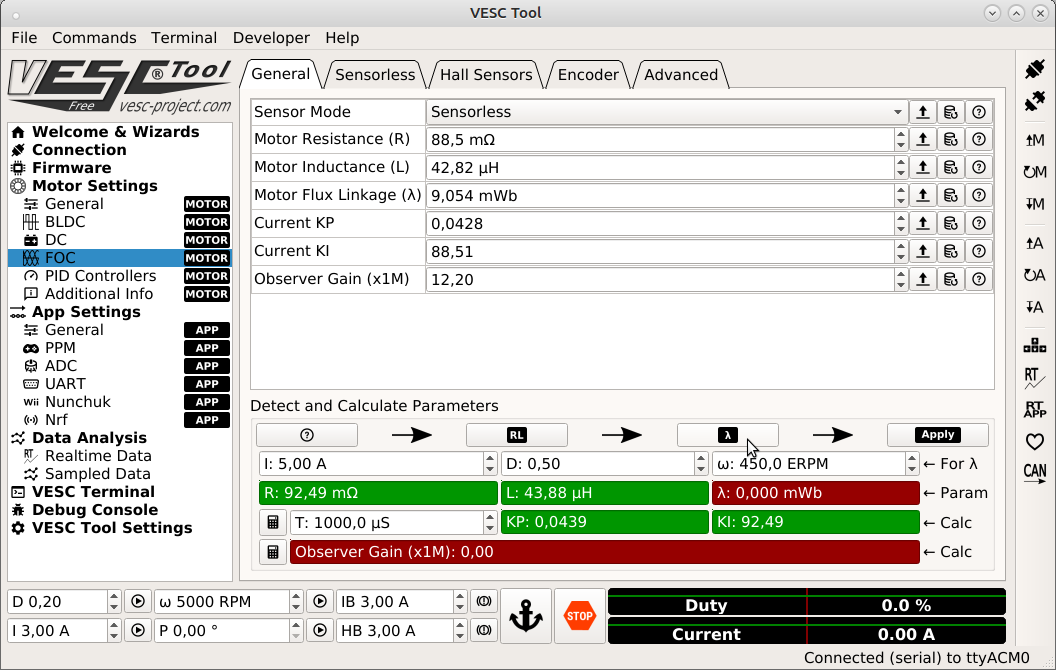 VESC Tool
File Commands Terminal Developer Help
VESC ® Tool
Free vesc-project.com
Welcome & Wizards
Connection
Firmware
Motor Settings
General MOTOR
BLDC MOTOR
DC MOTOR
FOC MOTOR
PID Controllers MOTOR
Additional Info MOTOR
App Settings
General APP
PPM APP
ADC APP
UART APP
Wii Nunchuk APP
Nrf APP
Data Analysis
RT Realtime Data
Sampled Data
VESC Terminal
Debug Console
VESC Tool Settings
General Sensorless Hall Sensors Encoder Advanced
Sensor Mode Sensorless
Motor Resistance (R) 88,5 mΩ
Motor Inductance (L) 42,82 µH
Motor Flux Linkage (λ) 9,054 mWb
Current KP 0,0428
Current KI 88,51
Observer Gain (x1M) 12,20
Detect and Calculate Parameters
? RL λ Apply
I: 5,00 A D: 0,50 ω: 450,0 ERPM ← For λ
R: 92,49 mΩ L: 43,88 µH λ: 0,000 mWb ← Param
T: 1000,0 µS KP: 0,0439 KI: 92,49 ← Calc
Observer Gain (x1M): 0,00 ← Calc
M
M
M
A
A
A
RT
RT
APP
CAN
D 0,20 ω 5000 RPM IB 3,00 A
I 3,00 A P 0,00 ° HB 3,00 A
STOP
Duty 0.0 %
Current 0.00 A
Connected (serial) to ttyACM0